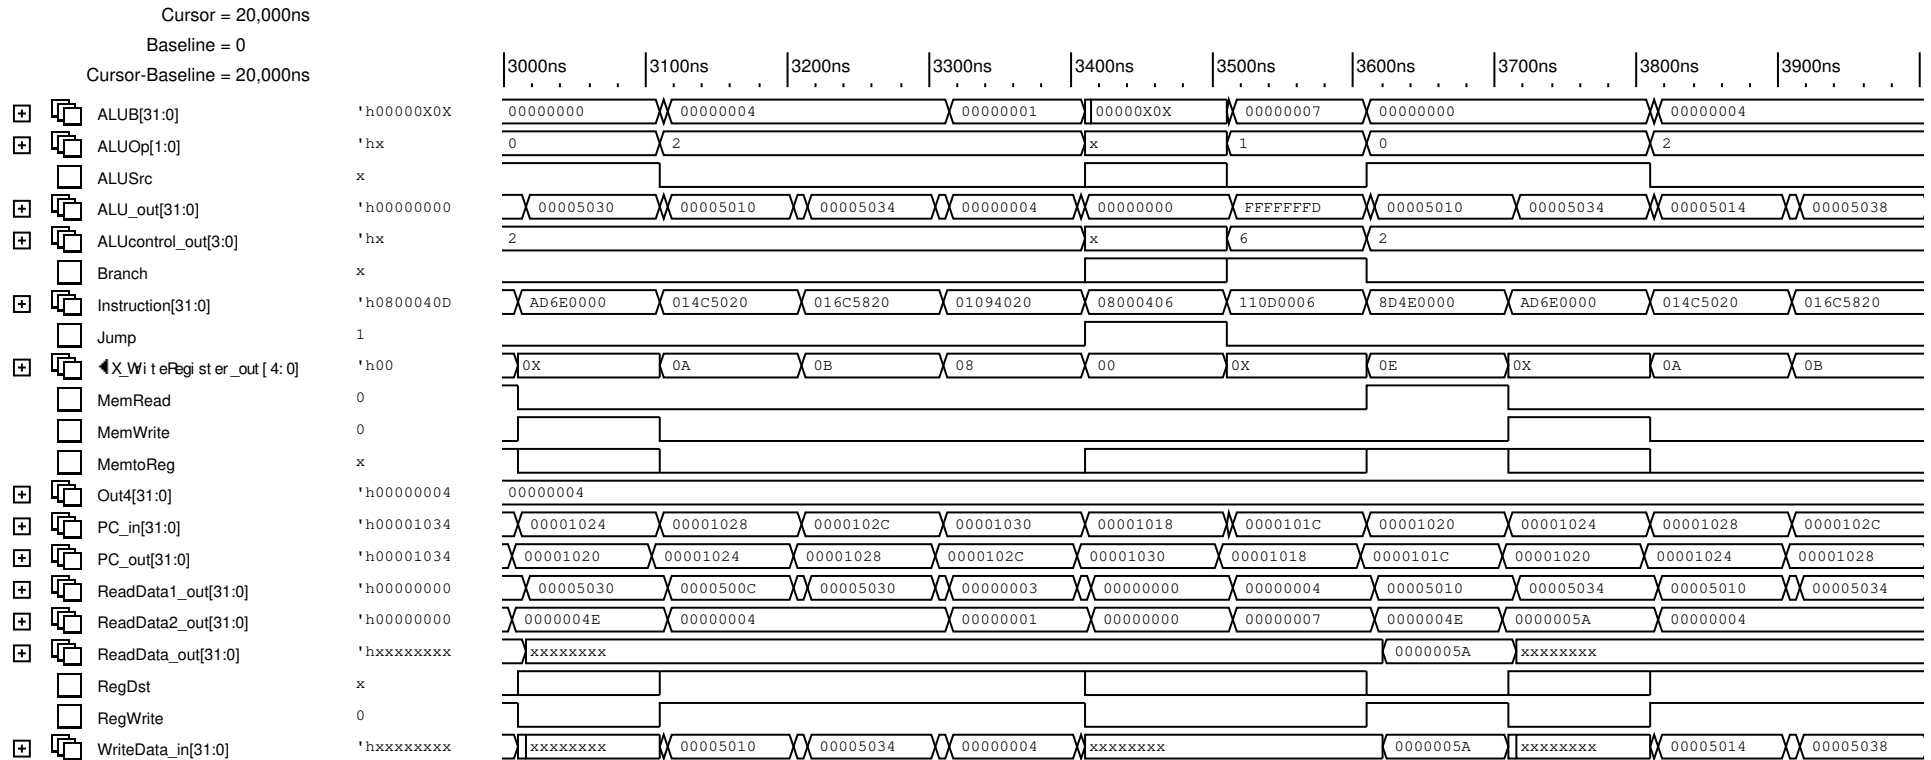 Cursor = 20,000ns
Baseline = 0
Cursor-Baseline = 20,000ns
3000ns 3100ns 3200ns 3300ns 3400ns 3500ns 3600ns 3700ns 3800ns 3900ns
ALUB[31:0] 'h00000X0X 00000000 00000004 00000001 00000X0X 00000007 00000000 00000004
ALUOp[1:0] 'hx 0 2 x 1 0 2
ALUSrc x
ALU_out[31:0] 'h00000000 00005030 00005010 00005034 00000004 00000000 FFFFFFFD 00005010 00005034 00005014 00005038
ALUcontrol_out[3:0] 'hx 2 x 6 2
Branch x
Instruction[31:0] 'h0800040D AD6E0000 014C5020 016C5820 01094020 08000406 110D0006 8D4E0000 AD6E0000 014C5020 016C5820
Jump 1
X_WriteRegister_out[4:0] 'h00 0X 0A 0B 08 00 0X 0E 0X 0A 0B
MemRead 0
MemWrite 0
MemtoReg x
Out4[31:0] 'h00000004 00000004
PC_in[31:0] 'h00001034 00001024 00001028 0000102C 00001030 00001018 0000101C 00001020 00001024 00001028 0000102C
PC_out[31:0] 'h00001034 00001020 00001024 00001028 0000102C 00001030 00001018 0000101C 00001020 00001024 00001028
ReadData1_out[31:0] 'h00000000 00005030 0000500C 00005030 00000003 00000000 00000004 00005010 00005034 00005010 00005034
ReadData2_out[31:0] 'h00000000 0000004E 00000004 00000001 00000000 00000007 0000004E 0000005A 00000004
ReadData_out[31:0] 'hxxxxxxxx xxxxxxxx 0000005A xxxxxxxx
RegDst x
RegWrite 0
WriteData_in[31:0] 'hxxxxxxxx xxxxxxxx 00005010 00005034 00000004 xxxxxxxx 0000005A xxxxxxxx 00005014 00005038